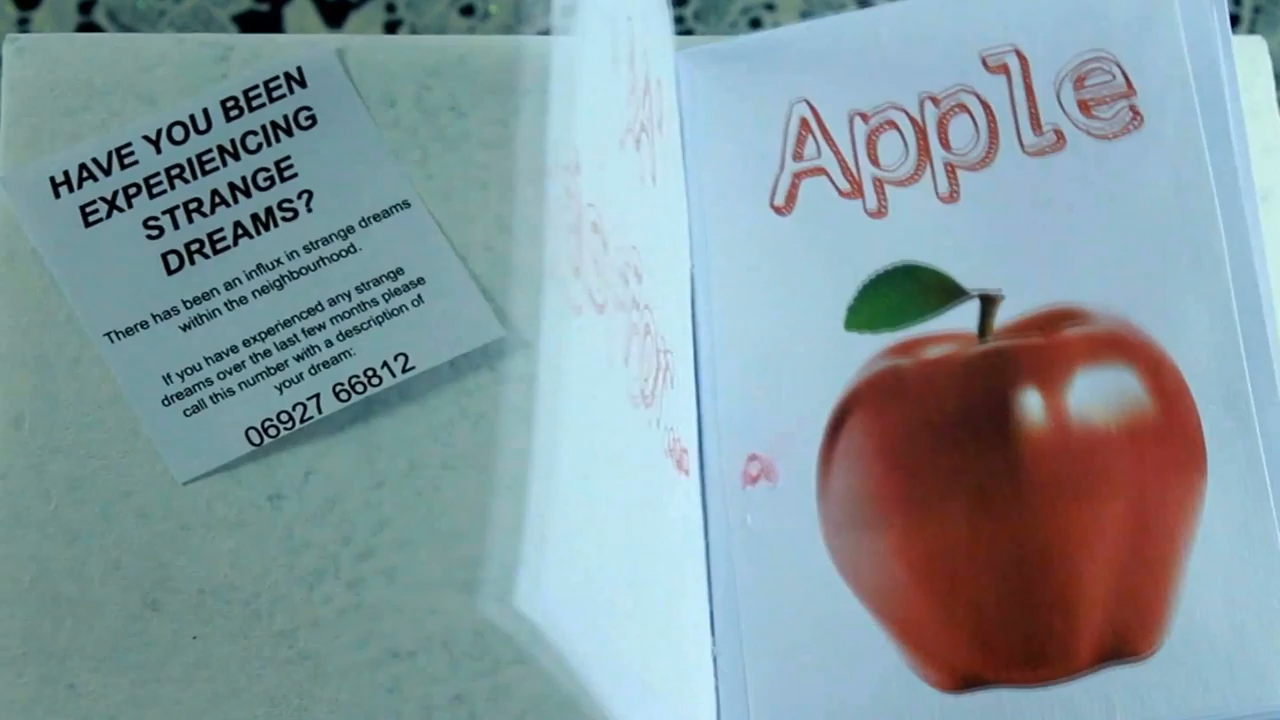 HAVE YOU BEEN
EXPERIENCING
STRANGE
DREAMS?
There has been an influx in strange dreams
within the neighbourhood.
If you have experienced any strange
dreams over the last few months please
call this number with a description of
your dream:
06927 66812
Apple